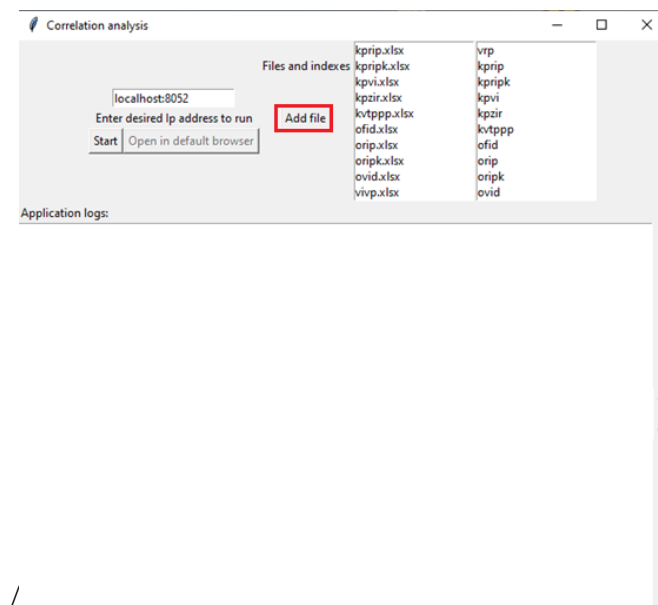 Correlation analysis
Files and indexes
localhost:8052
Enter desired Ip address to run
Add file
Start
Open in default browser
kprip.xlsx
kpripk.xlsx
kpvi.xlsx
kpzir.xlsx
kvtppp.xlsx
ofid.xlsx
orip.xlsx
oripk.xlsx
ovid.xlsx
vivp.xlsx
vrp
kprip
kpripk
kpvi
kpzir
kvtppp
ofid
orip
oripk
ovid
Application logs:
/